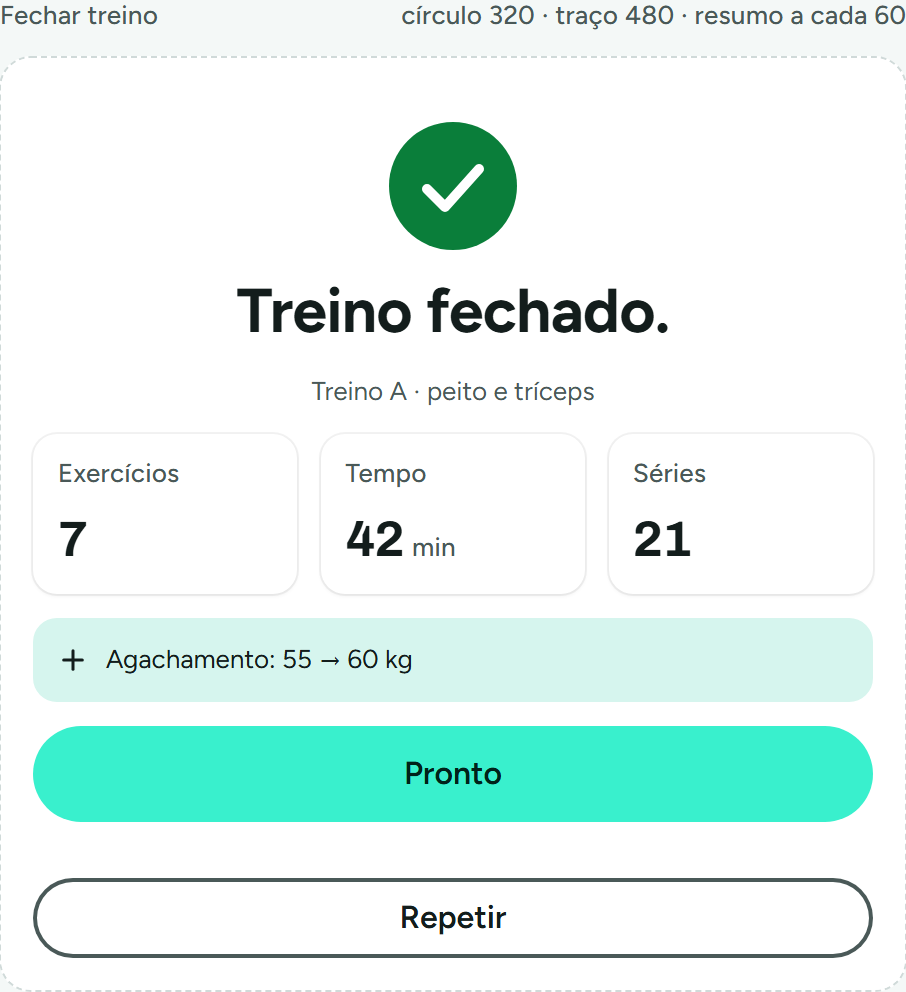 Fechar treino
círculo 320 · traço 480 · resumo a cada 60
Treino fechado.
Treino A · peito e tríceps
Exercícios
7
Tempo
42 min
Séries
21
+ Agachamento: 55 → 60 kg
Pronto
Repetir